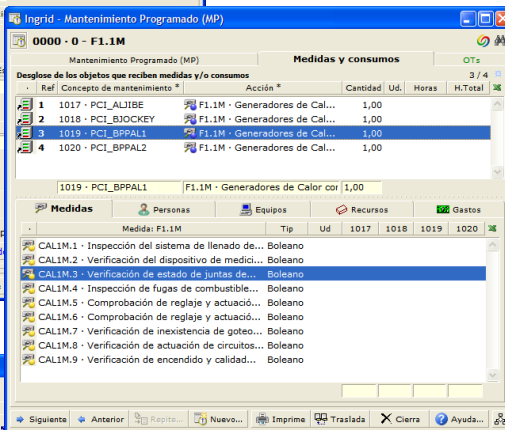 Ingrid - Mantenimiento Programado (MP)
0000 · 0 - F1.1M
Mantenimiento Programado (MP) Medidas y consumos OTs
Desglose de los objetos que reciben medidas y/o consumos 3 / 4
· Ref Concepto de mantenimiento * Acción * Cantidad Ud. Horas H.Total
1 1017 · PCI_ALJIBE F1.1M · Generadores de Cal... 1,00
2 1018 · PCI_BJOCKEY F1.1M · Generadores de Cal... 1,00
3 1019 · PCI_BPPAL1 F1.1M · Generadores de Cal... 1,00
4 1020 · PCI_BPPAL2 F1.1M · Generadores de Cal... 1,00
1019 · PCI_BPPAL1 F1.1M · Generadores de Calor cor 1,00
Medidas Personas Equipos Recursos Gastos
· Medida: F1.1M Tip Ud 1017 1018 1019 1020
CAL1M.1 · Inspección del sistema de llenado de... Boleano
CAL1M.2 · Verificación del dispositivo de medici... Boleano
CAL1M.3 · Verificación de estado de juntas de... Boleano
CAL1M.4 · Inspección de fugas de combustible... Boleano
CAL1M.5 · Comprobación de reglaje y actuació... Boleano
CAL1M.6 · Comprobación de reglaje y actuació... Boleano
CAL1M.7 · Verificación de inexistencia de goteo... Boleano
CAL1M.8 · Verificación de actuación de circuitos... Boleano
CAL1M.9 · Verificación de encendido y calidad... Boleano
Siguiente Anterior Repite... Nuevo... Imprime Traslada Cierra Ayuda...